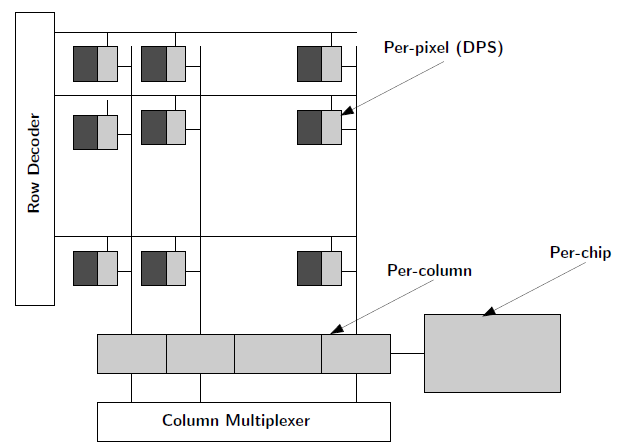 Per-pixel (DPS)
Row Decoder
Per-chip
Per-column
Column Multiplexer